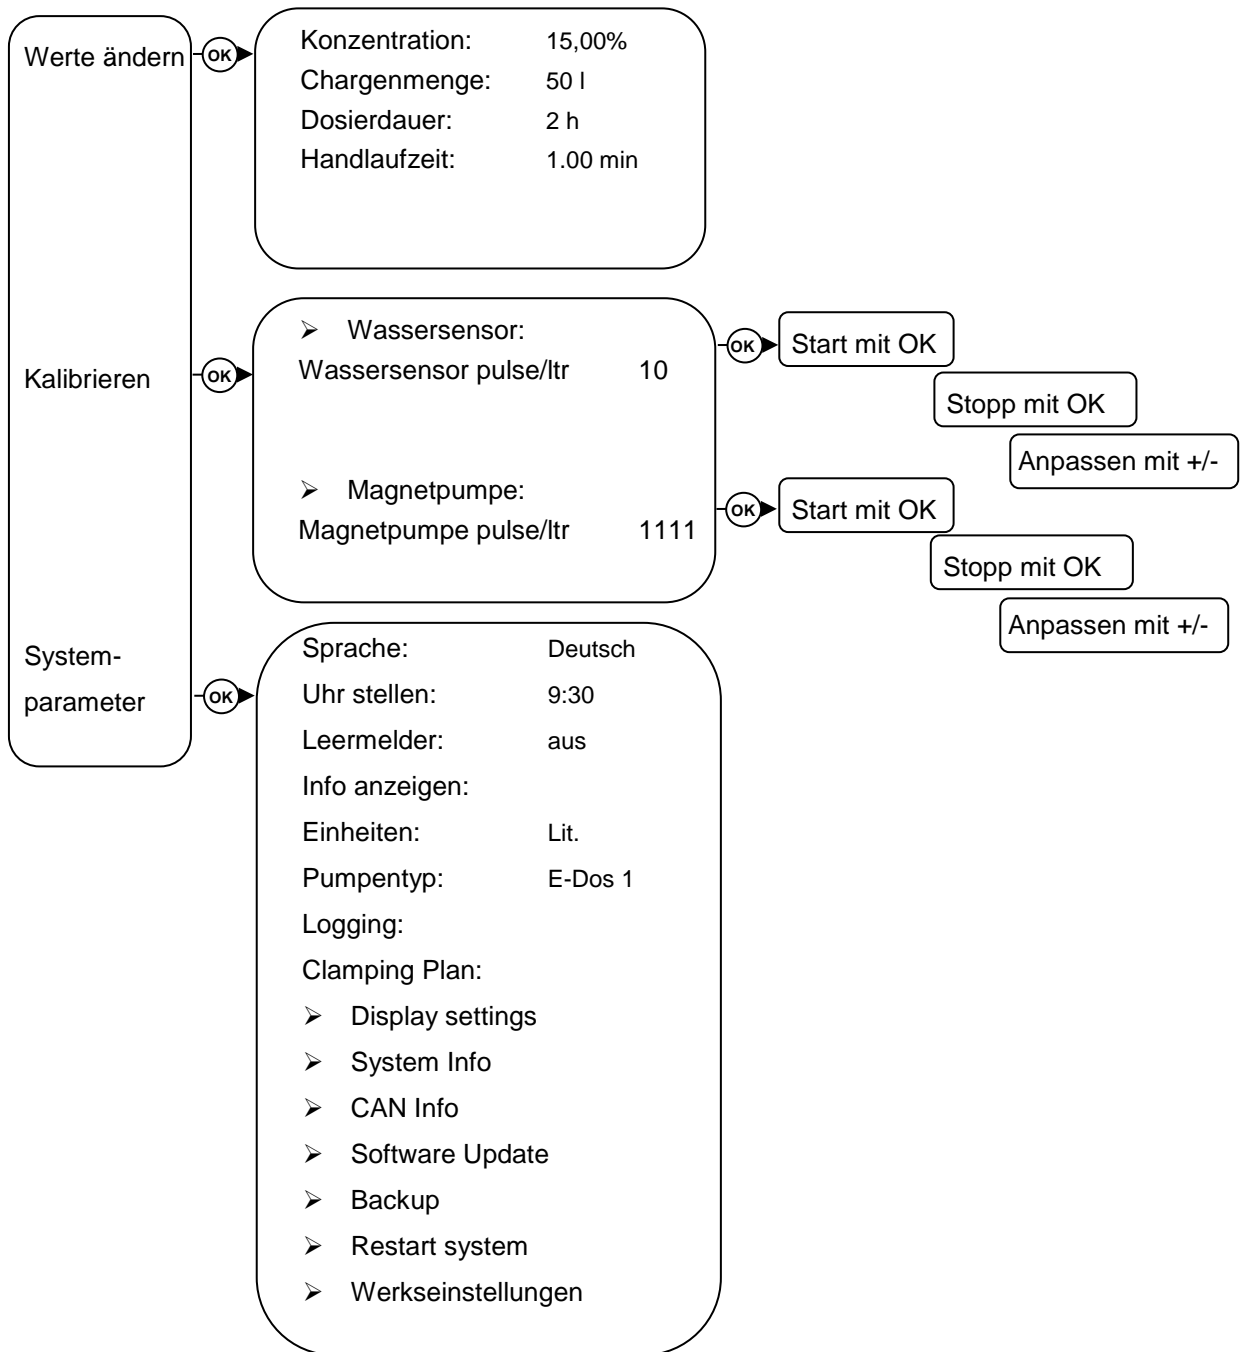 Werte ändern
OK
Konzentration: 15,00%
Chargenmenge: 50 l
Dosierdauer: 2 h
Handlaufzeit: 1.00 min
Kalibrieren
OK
➢ Wassersensor:
Wassersensor pulse/ltr 10
OK
Start mit OK
Stopp mit OK
Anpassen mit +/-
➢ Magnetpumpe:
Magnetpumpe pulse/ltr 1111
OK
Start mit OK
Stopp mit OK
Anpassen mit +/-
System-
parameter
OK
Sprache: Deutsch
Uhr stellen: 9:30
Leermelder: aus
Info anzeigen:
Einheiten: Lit.
Pumpentyp: E-Dos 1
Logging:
Clamping Plan:
➢ Display settings
➢ System Info
➢ CAN Info
➢ Software Update
➢ Backup
➢ Restart system
➢ Werkseinstellungen